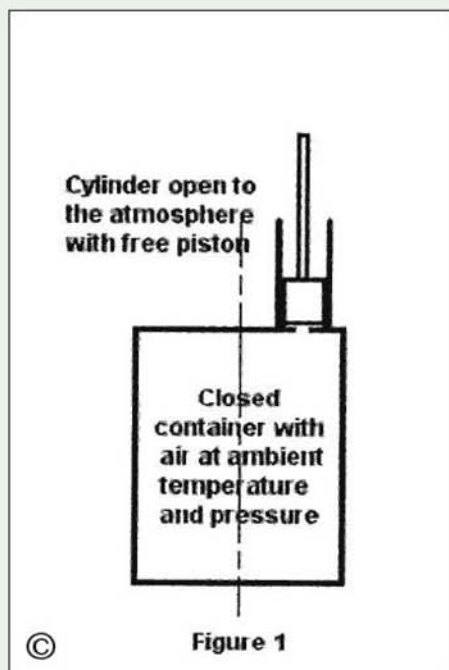 Cylinder open to
the atmosphere
with free piston
Closed
container with
air at ambient
temperature
and pressure
©
Figure 1